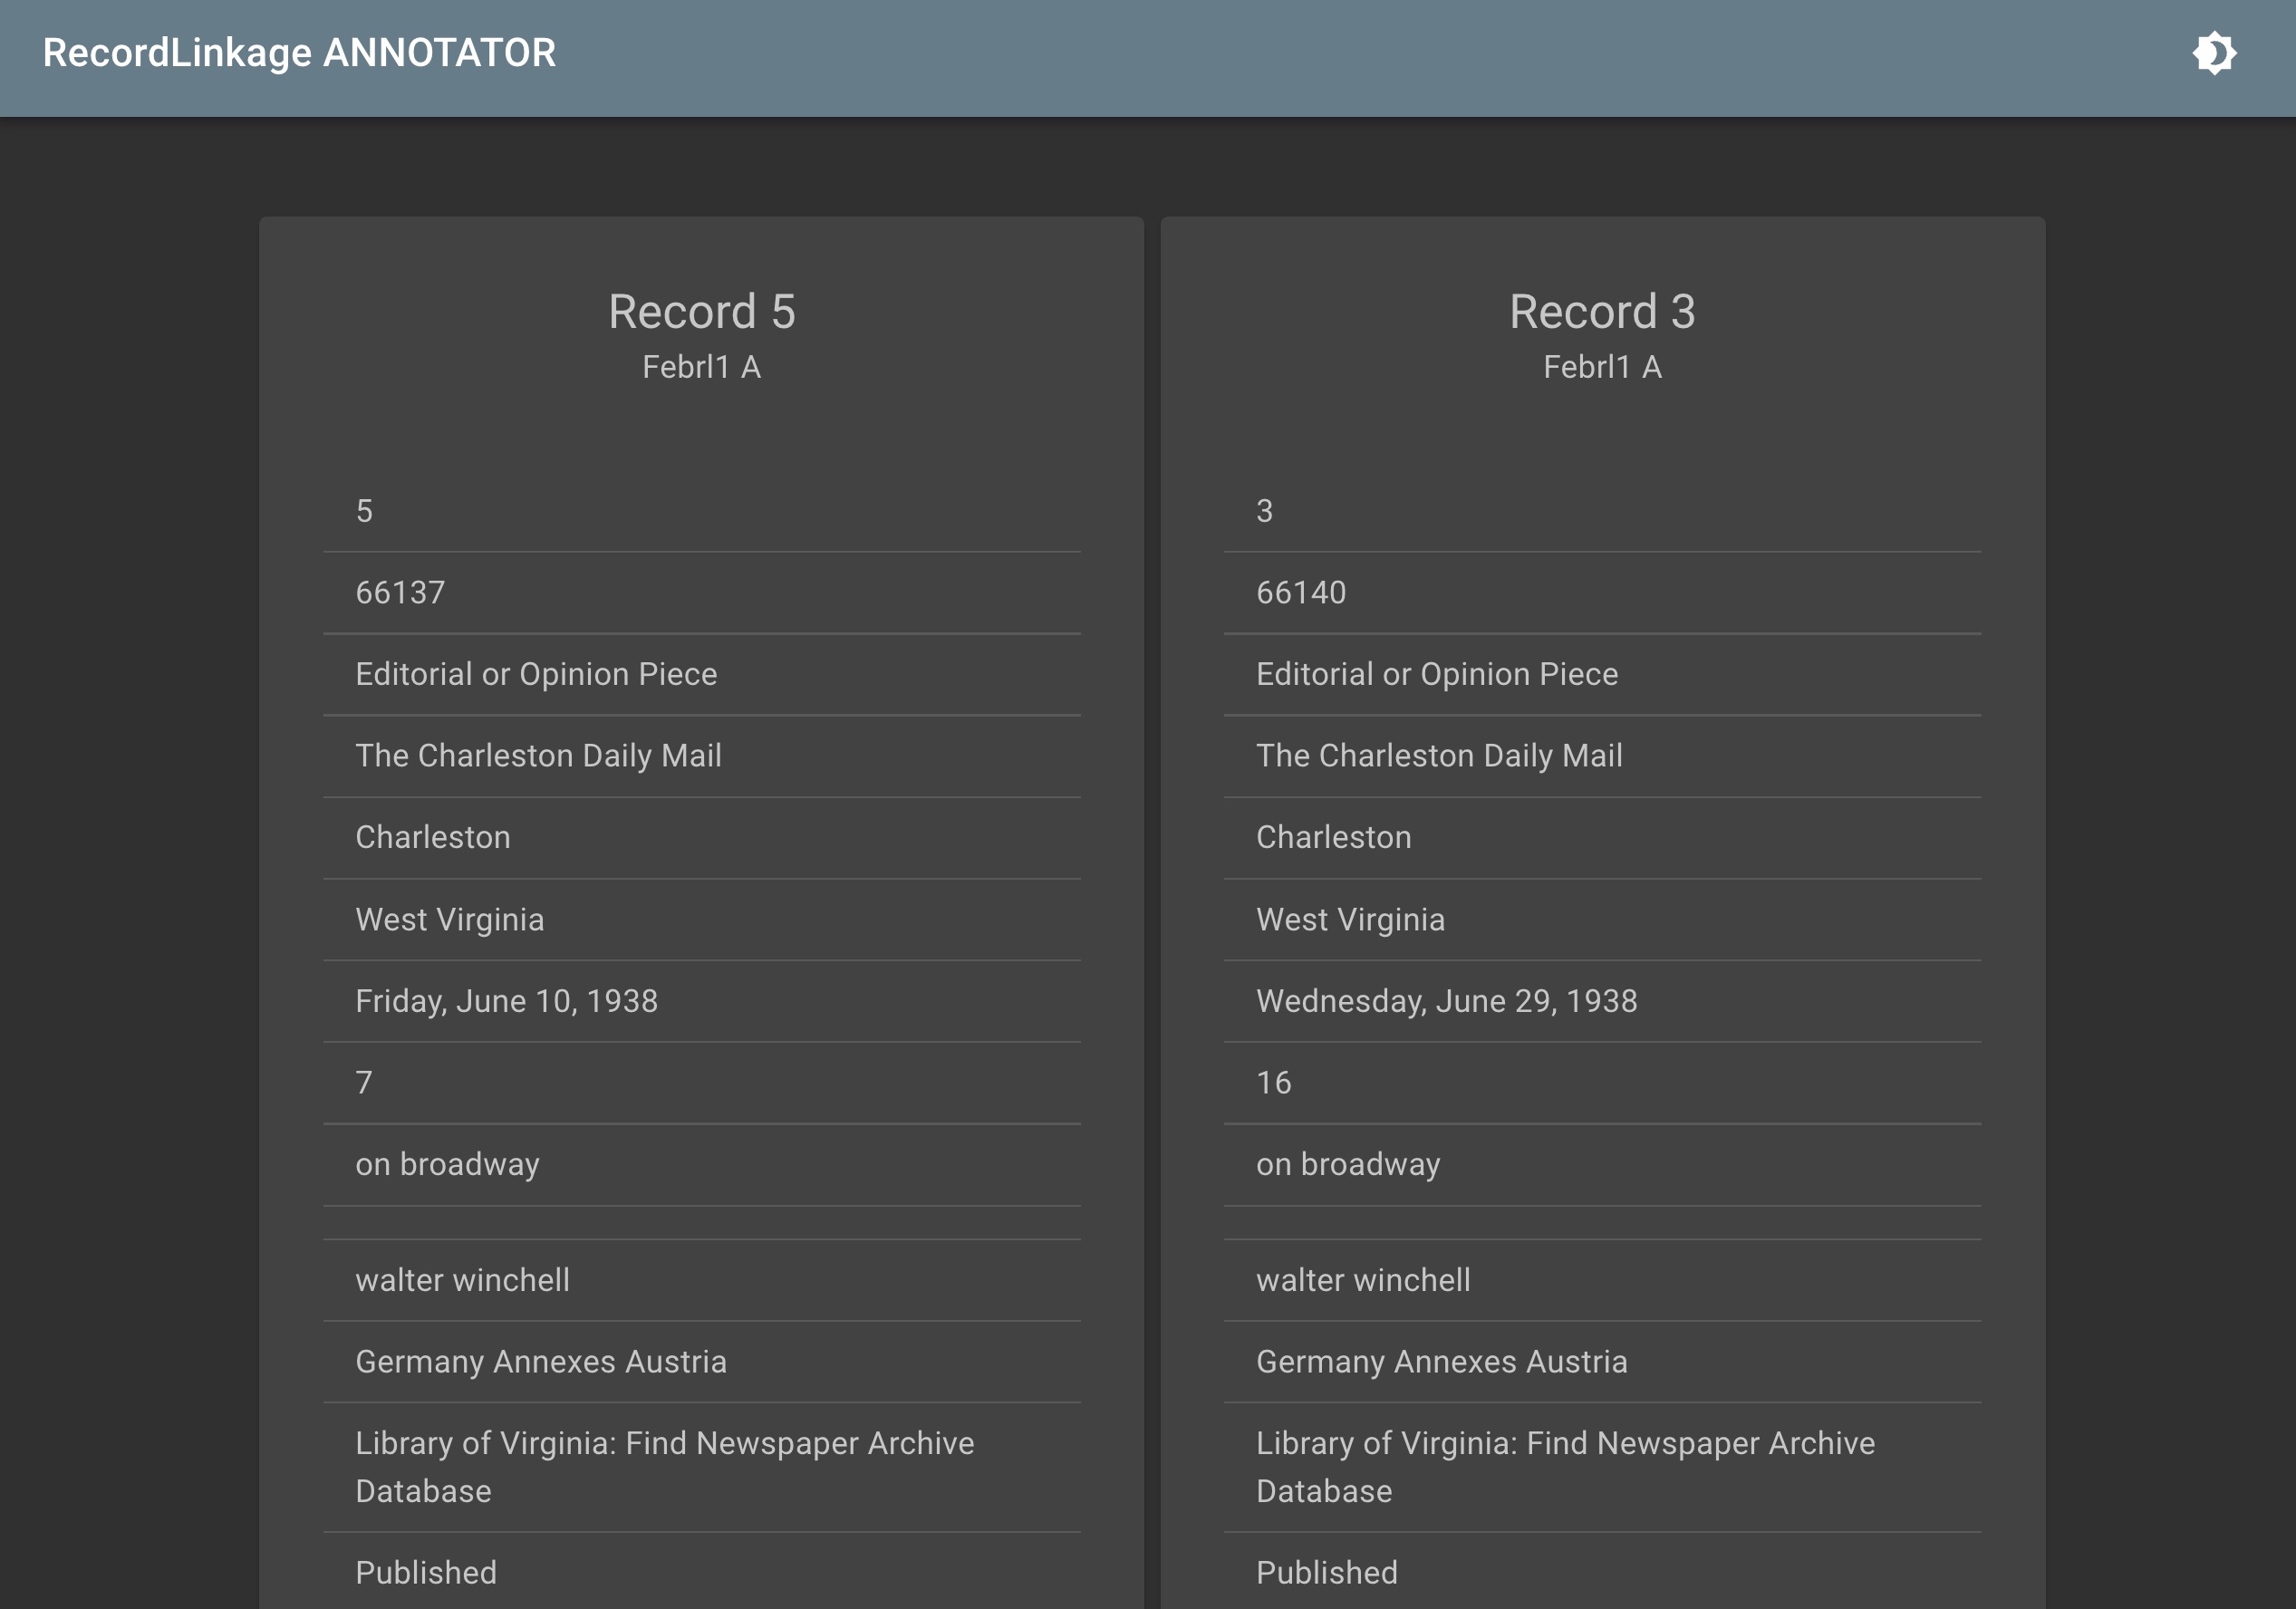 RecordLinkage ANNOTATOR
Record 5
Febrl1 A
5
66137
Editorial or Opinion Piece
The Charleston Daily Mail
Charleston
West Virginia
Friday, June 10, 1938
7
on broadway
walter winchell
Germany Annexes Austria
Library of Virginia: Find Newspaper Archive
Database
Published
Record 3
Febrl1 A
3
66140
Editorial or Opinion Piece
The Charleston Daily Mail
Charleston
West Virginia
Wednesday, June 29, 1938
16
on broadway
walter winchell
Germany Annexes Austria
Library of Virginia: Find Newspaper Archive
Database
Published